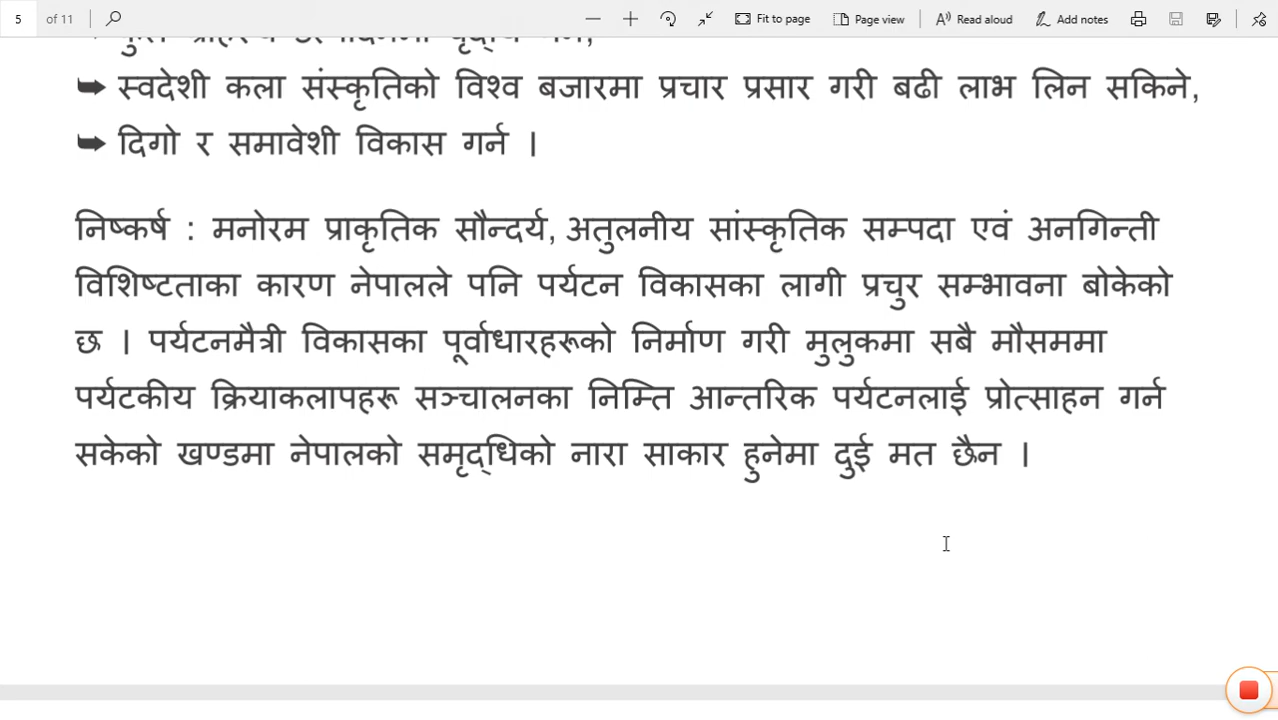 5 of 11 Fit to page Page view Read aloud Add notes
➥ स्वदेशी कला संस्कृतिको विश्व बजारमा प्रचार प्रसार गरी बढी लाभ लिन सकिने,
➥ दिगो र समावेशी विकास गर्न ।
निष्कर्ष : मनोरम प्राकृतिक सौन्दर्य, अतुलनीय सांस्कृतिक सम्पदा एवं अनगिन्ती
विशिष्टताका कारण नेपालले पनि पर्यटन विकासका लागी प्रचुर सम्भावना बोकेको
छ । पर्यटनमैत्री विकासका पूर्वाधारहरूको निर्माण गरी मुलुकमा सबै मौसममा
पर्यटकीय क्रियाकलापहरू सञ्चालनका निम्ति आन्तरिक पर्यटनलाई प्रोत्साहन गर्न
सकेको खण्डमा नेपालको समृद्धिको नारा साकार हुनेमा दुई मत छैन ।